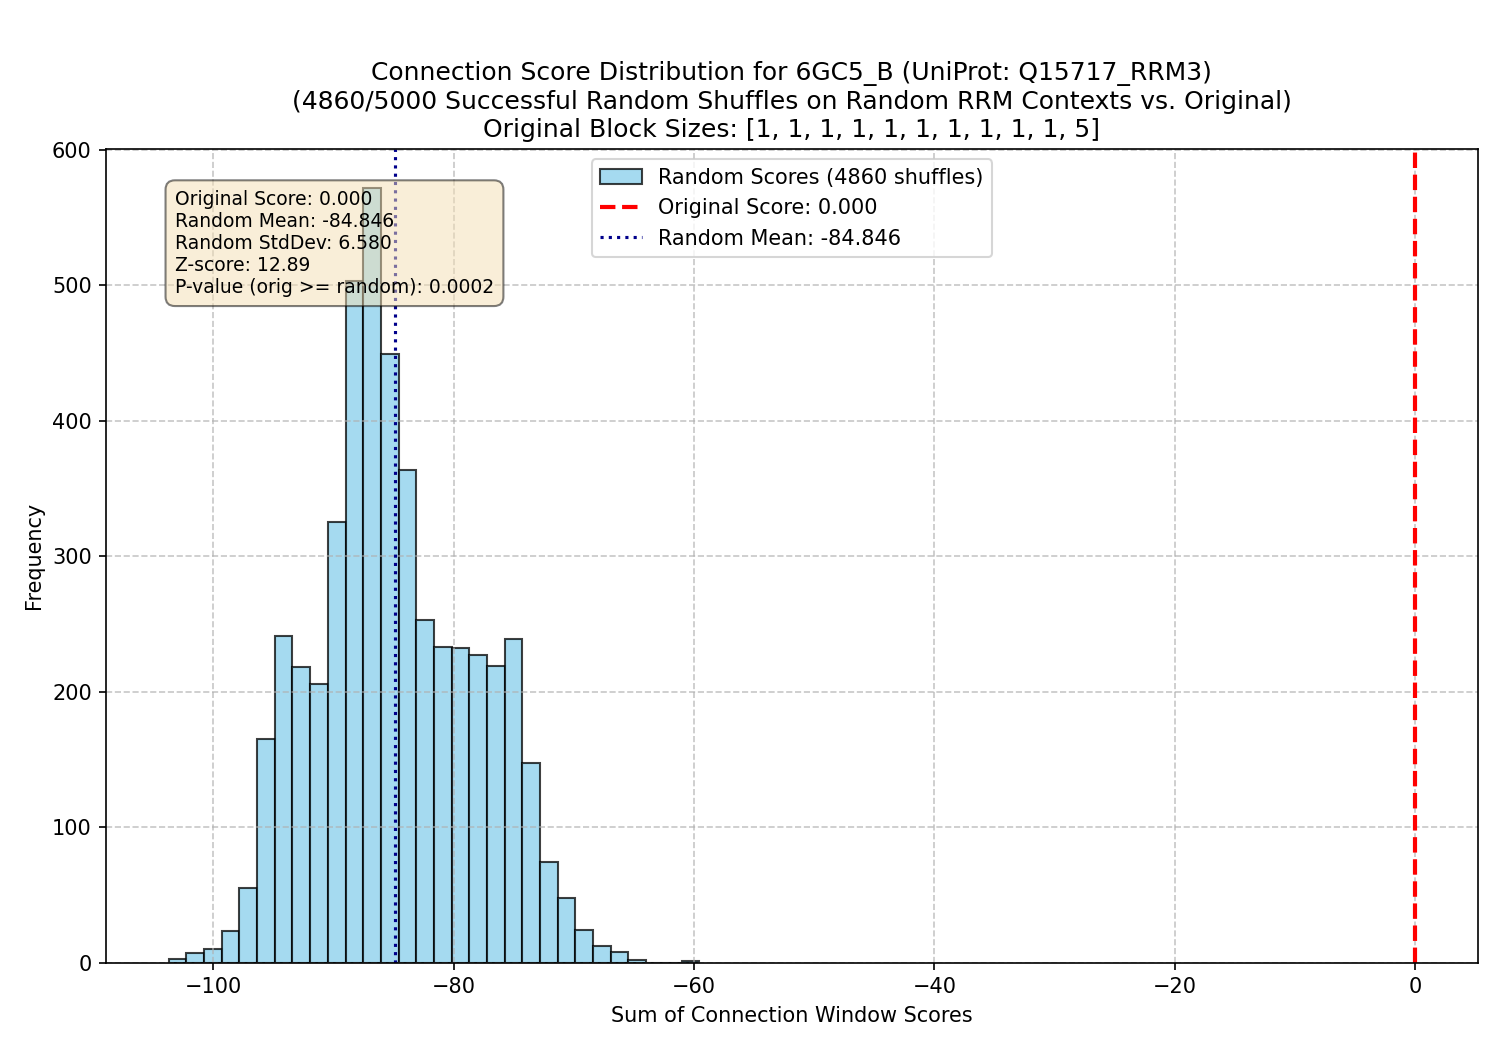 Connection Score Distribution for 6GC5_B (UniProt: Q15717_RRM3)
(4860/5000 Successful Random Shuffles on Random RRM Contexts vs. Original)
Original Block Sizes: [1, 1, 1, 1, 1, 1, 1, 1, 1, 1, 5]
Original Score: 0.000
Random Mean: -84.846
Random StdDev: 6.580
Z-score: 12.89
P-value (orig >= random): 0.0002
Random Scores (4860 shuffles)
Original Score: 0.000
Random Mean: -84.846
Frequency
600
500
400
300
200
100
0
−100
−80
−60
−40
−20
0
Sum of Connection Window Scores